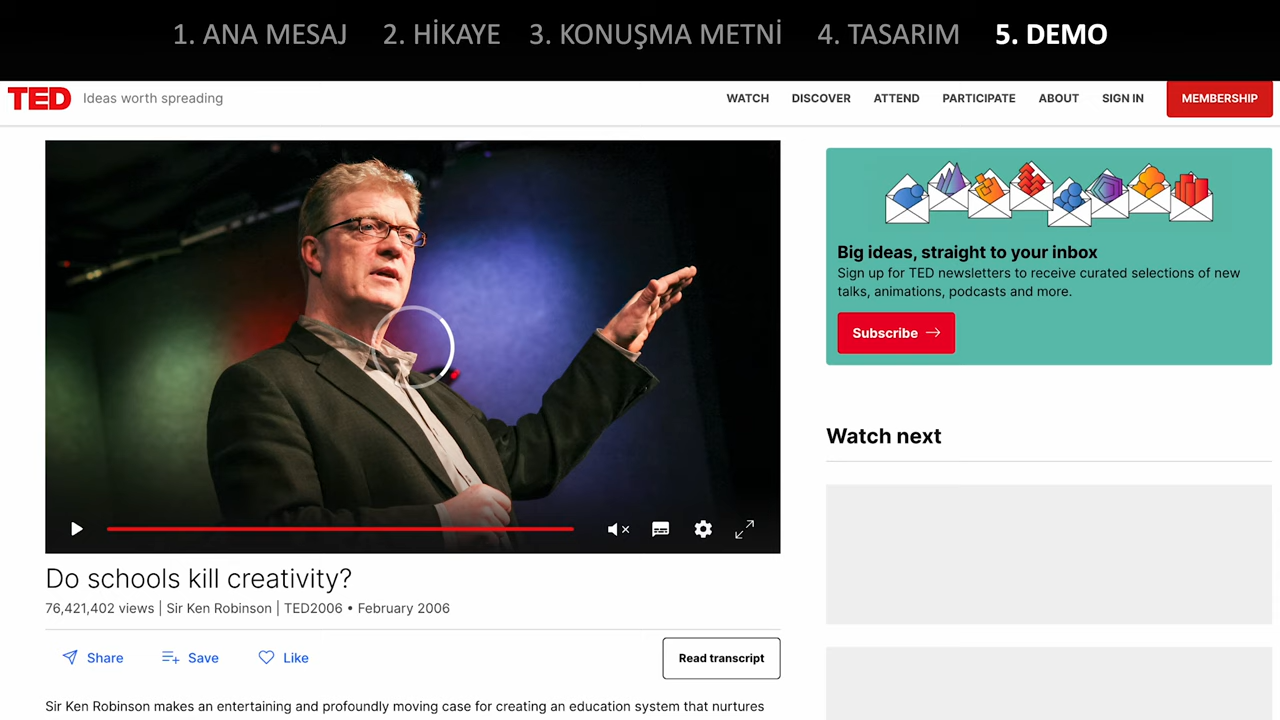 1. ANA MESAJ 2. HİKAYE 3. KONUŞMA METNİ 4. TASARIM 5. DEMO
TED Ideas worth spreading WATCH DISCOVER ATTEND PARTICIPATE ABOUT SIGN IN MEMBERSHIP
Big ideas, straight to your inbox
Sign up for TED newsletters to receive curated selections of new
talks, animations, podcasts and more.
Subscribe →
Watch next
Do schools kill creativity?
76,421,402 views | Sir Ken Robinson | TED2006 • February 2006
Share Save Like Read transcript
Sir Ken Robinson makes an entertaining and profoundly moving case for creating an education system that nurtures